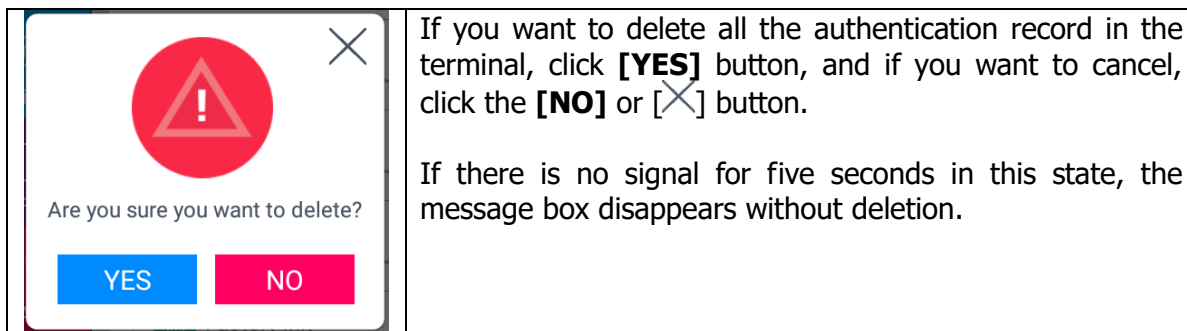 Are you sure you want to delete?
YES NO
If you want to delete all the authentication record in the
terminal, click [YES] button, and if you want to cancel,
click the [NO] or [X] button.
If there is no signal for five seconds in this state, the
message box disappears without deletion.